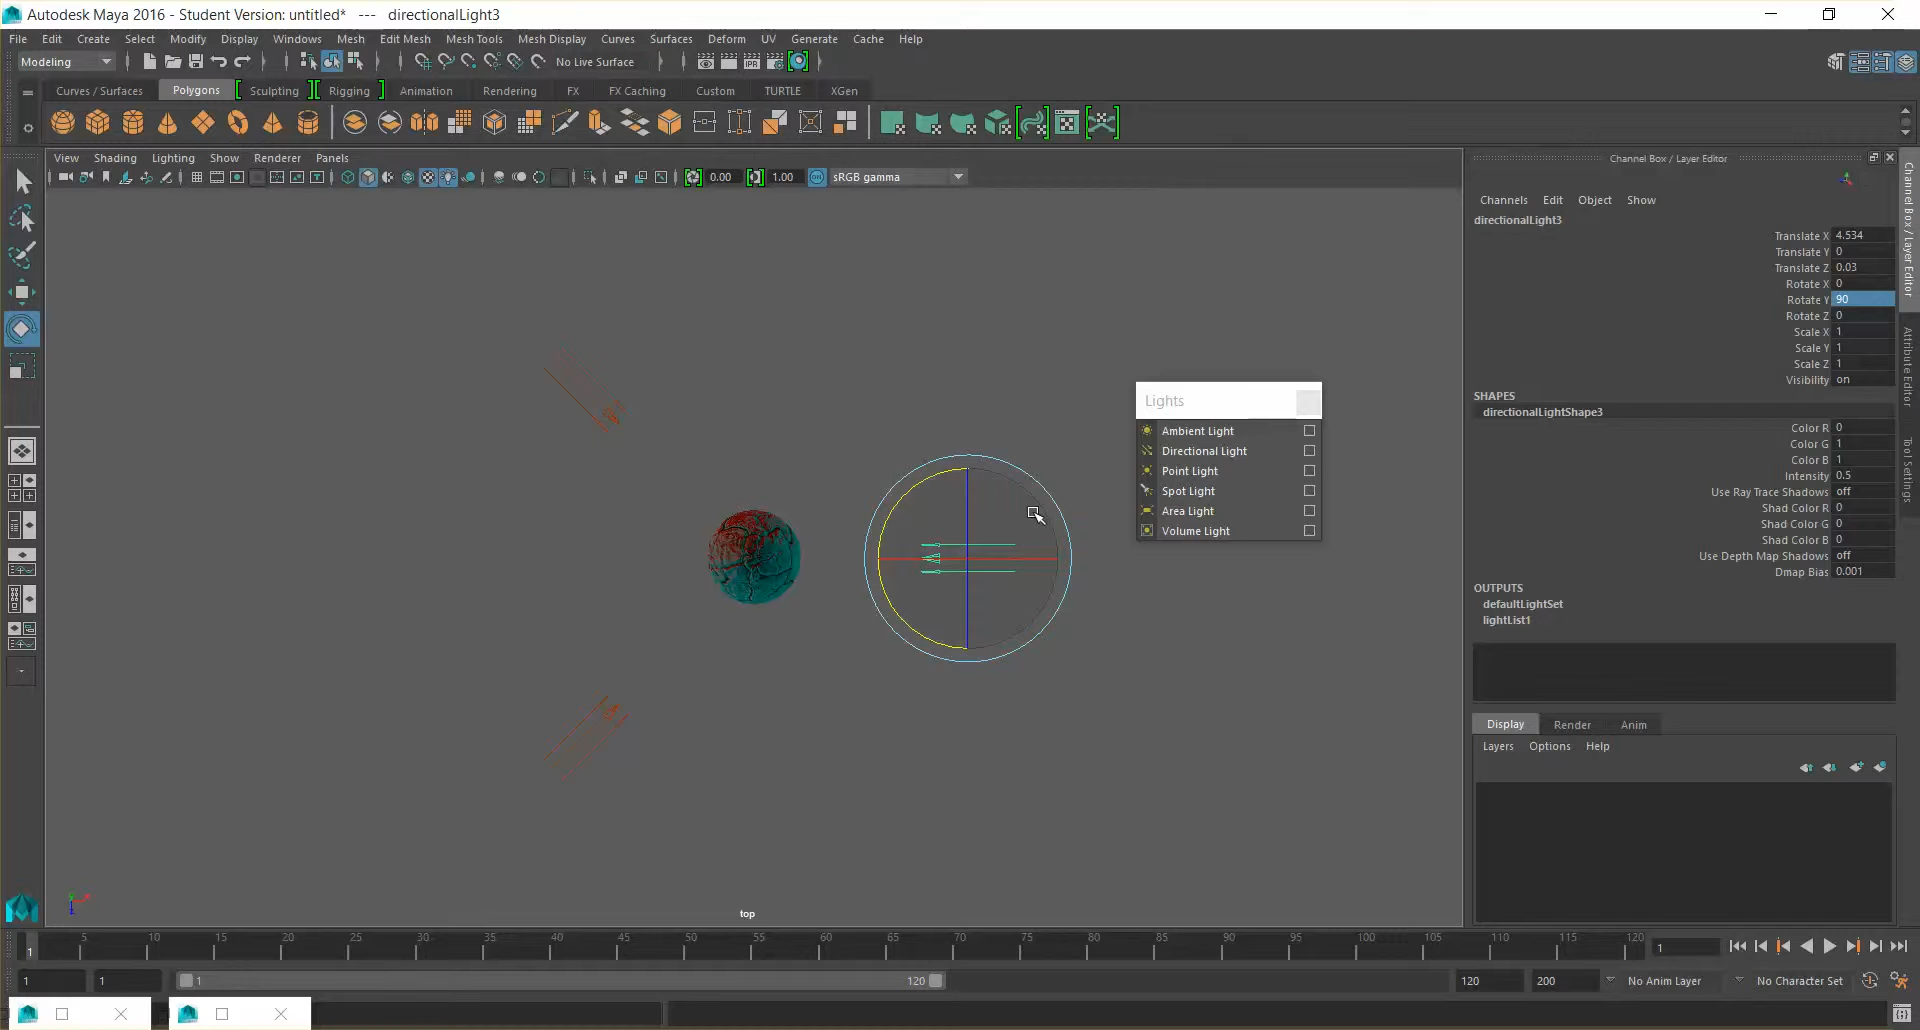 Autodesk Maya 2016 - Student Version: untitled* --- directionalLight3
File Edit Create Select Modify Display Windows Mesh Edit Mesh Mesh Tools Mesh Display Curves Surfaces Deform UV Generate Cache Help
Modeling No Live Surface
Curves / Surfaces Polygons Sculpting Rigging Animation Rendering FX FX Caching Custom TURTLE XGen
View Shading Lighting Show Renderer Panels
0.00 1.00 sRGB gamma
Channel Box / Layer Editor
Channels Edit Object Show
directionalLight3
Translate X 4.534
Translate Y 0
Translate Z 0.03
Rotate X 0
Rotate Y 90
Rotate Z 0
Scale X 1
Scale Y 1
Scale Z 1
Visibility on
SHAPES
directionalLightShape3
Color R 0
Color G 1
Color B 1
Intensity 0.5
Use Ray Trace Shadows off
Shad Color R 0
Shad Color G 0
Shad Color B 0
Use Depth Map Shadows off
Dmap Bias 0.001
OUTPUTS
defaultLightSet
lightList1
Display Render Anim
Layers Options Help
Channel Box / Layer Editor
Attribute Editor
Tool Settings
Lights
Ambient Light
Directional Light
Point Light
Spot Light
Area Light
Volume Light
top
1 5 10 15 20 25 30 35 40 45 50 55 60 65 70 75 80 85 90 95 100 105 110 115 120 1
1 1 1 120 120 200 No Anim Layer No Character Set